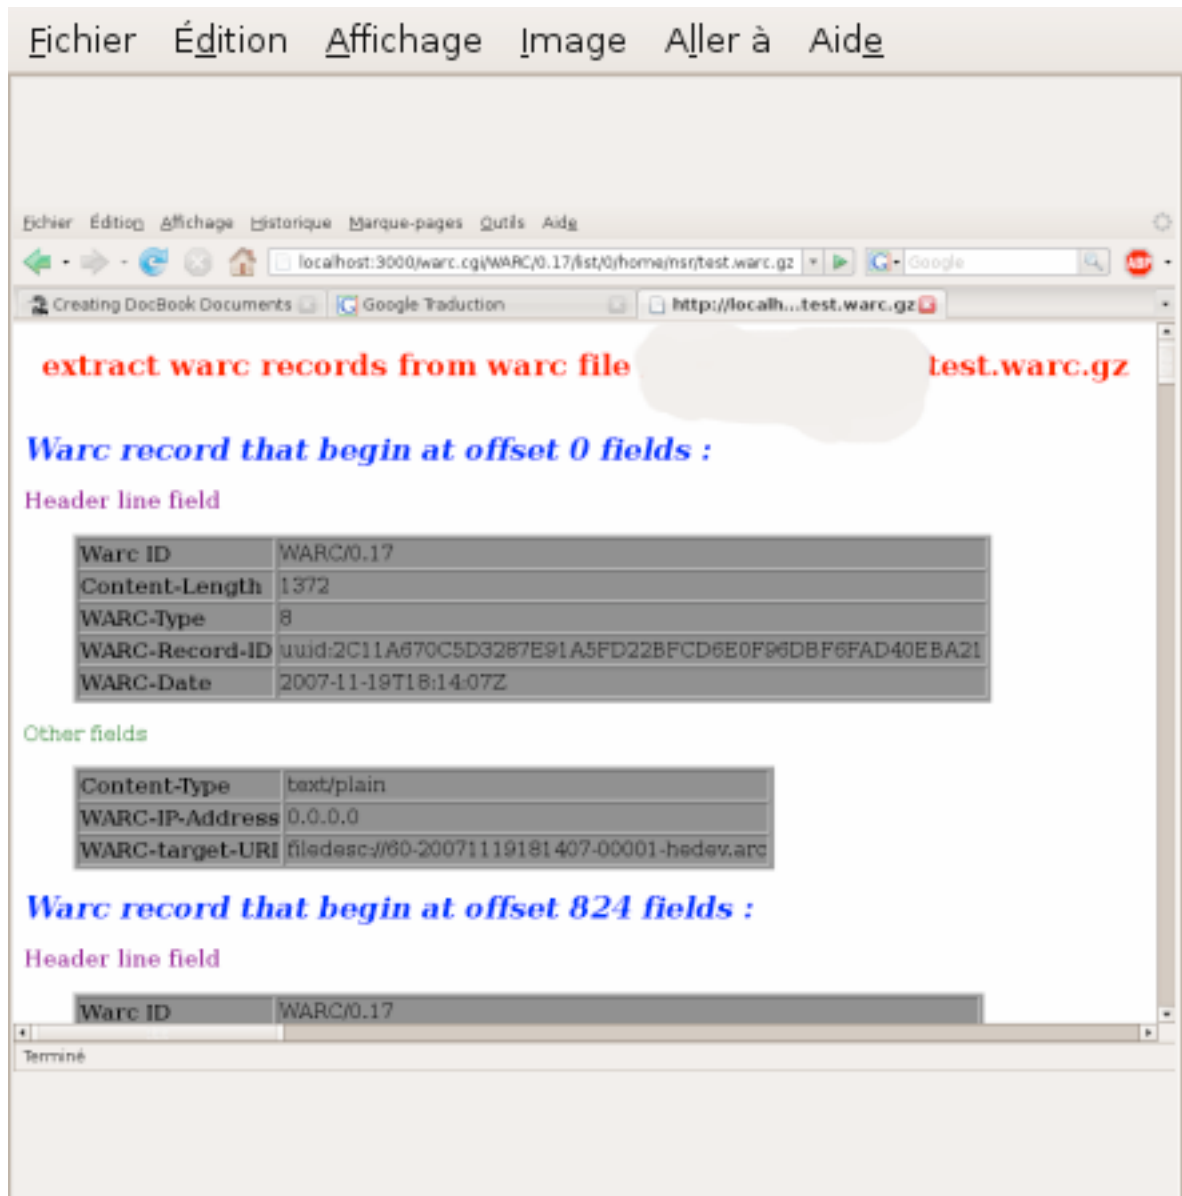 Fichier Édition Affichage Image Aller à Aide
Fichier Édition Affichage Historique Marque-pages Outils Aide
localhost:3000/warc.cgi/WARC/0.17/list/0/home/nsr/test.warc.gz G Google ABP
Creating DocBook Documents G Google Traduction http://localh...test.warc.gz
extract warc records from warc file test.warc.gz
Warc record that begin at offset 0 fields :
Header line field
Warc ID WARC/0.17
Content-Length 1372
WARC-Type 8
WARC-Record-ID uuid:2C11A670C5D3287E91A5FD22BFCD6E0F96DBF6FAD40EBA21
WARC-Date 2007-11-19T18:14:07Z
Other fields
Content-Type text/plain
WARC-IP-Address 0.0.0.0
WARC-target-URI filedesc://60-20071119181407-00001-hedev.arc
Warc record that begin at offset 824 fields :
Header line field
Warc ID WARC/0.17
Terminé